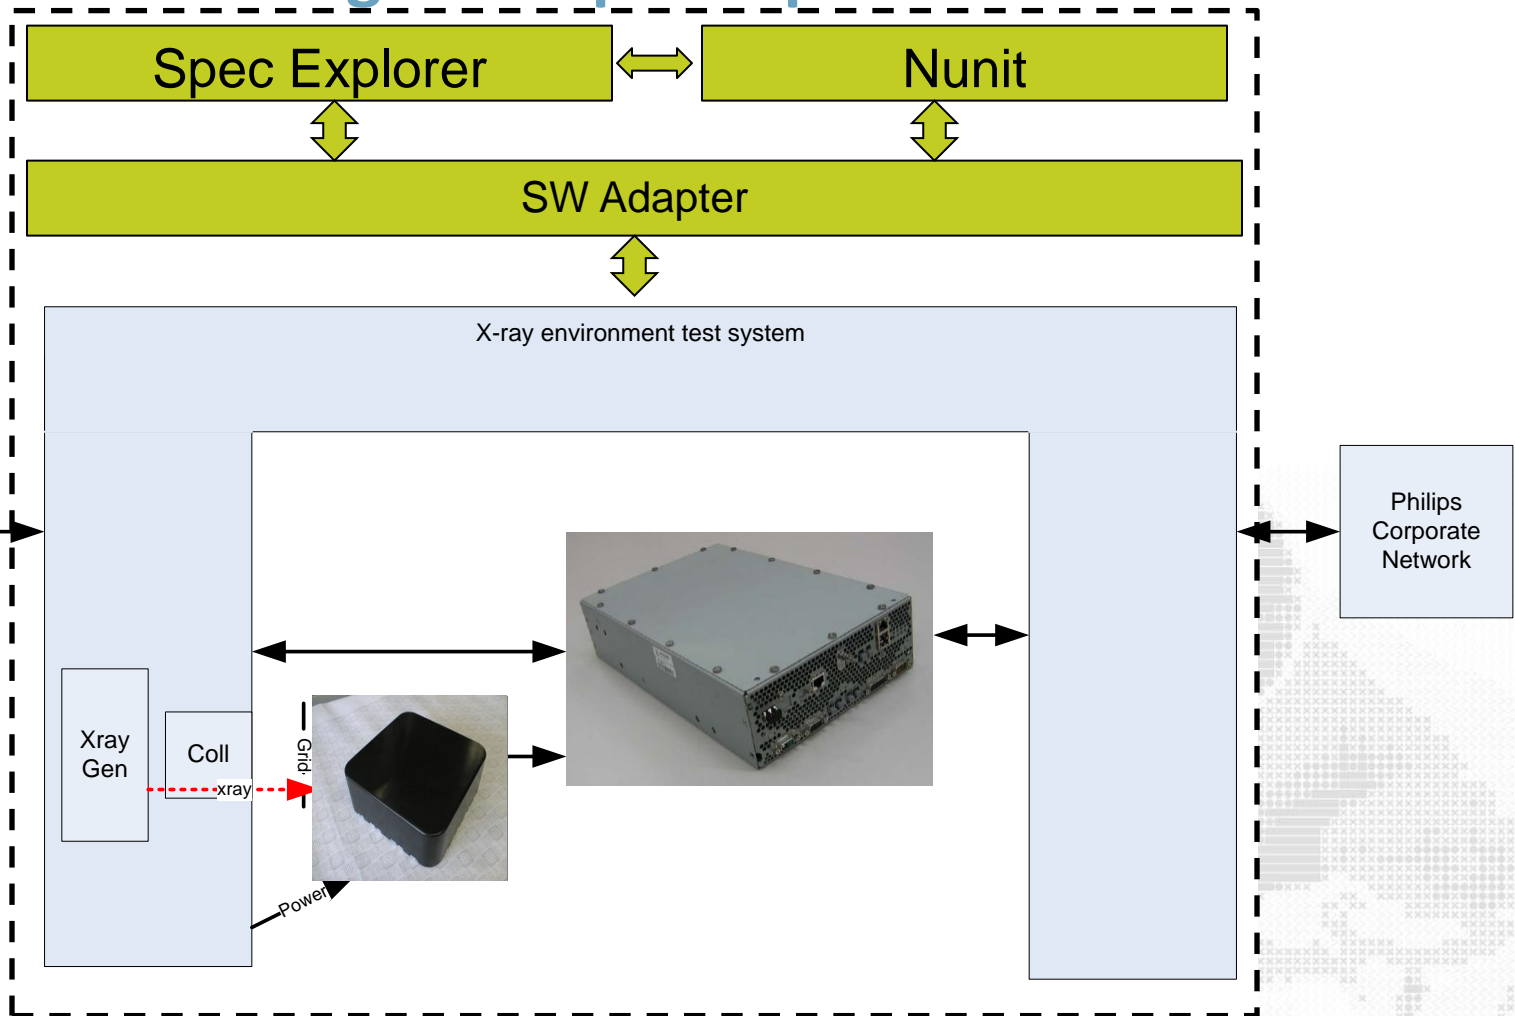 Spec Explorer
Nunit
SW Adapter
X-ray environment test system
Philips
Corporate
Network
Xray
Gen
Coll
Grid
xray
Power